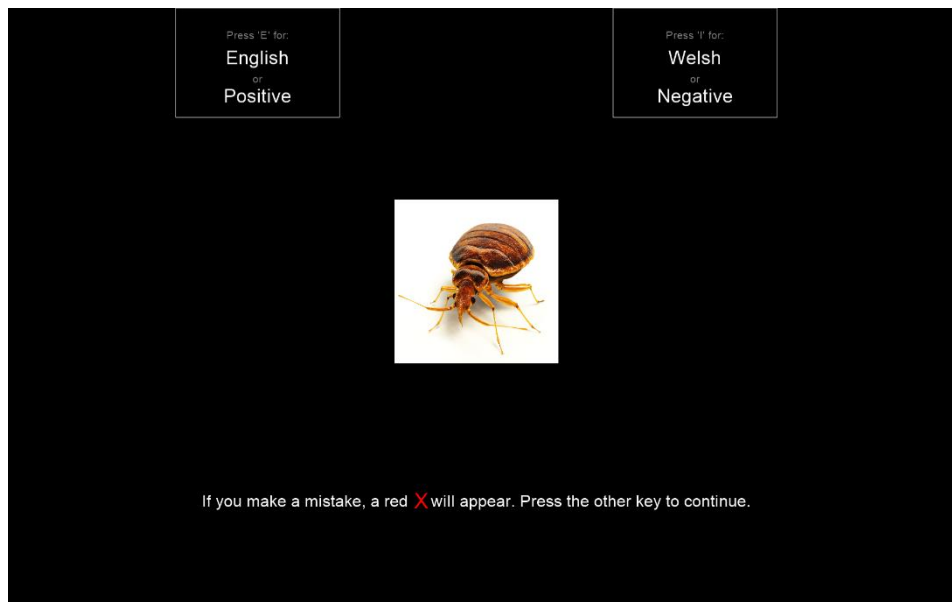 Press 'E' for:
English
or
Positive
Press 'I' for:
Welsh
or
Negative
If you make a mistake, a red X will appear. Press the other key to continue.